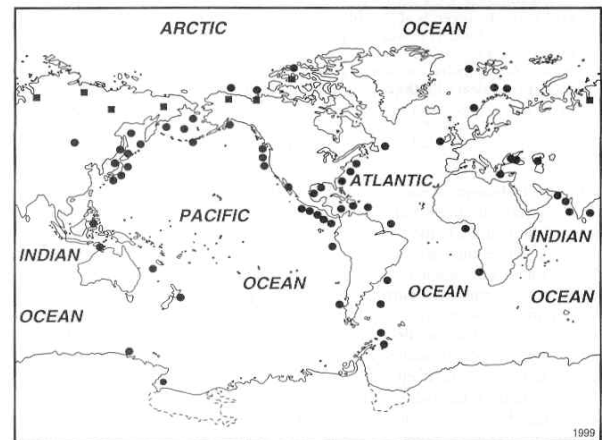 ARCTIC OCEAN
ATLANTIC
PACIFIC
INDIAN
INDIAN
OCEAN
OCEAN
OCEAN
OCEAN
1999